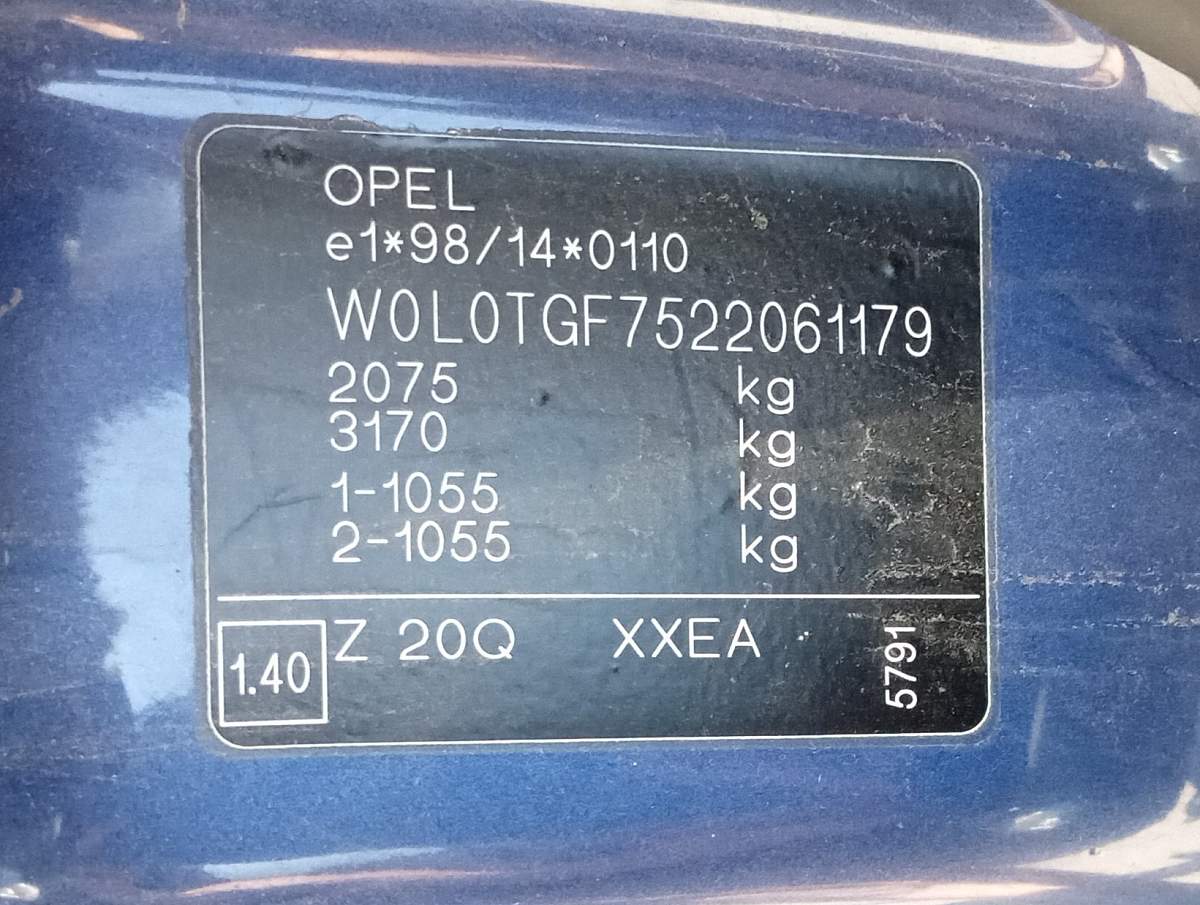 OPEL
e1*98/14*0110
W0L0TGF7522061179
2075 kg
3170 kg
1-1055 kg
2-1055 kg
1.40 Z 20Q XXEA 5791